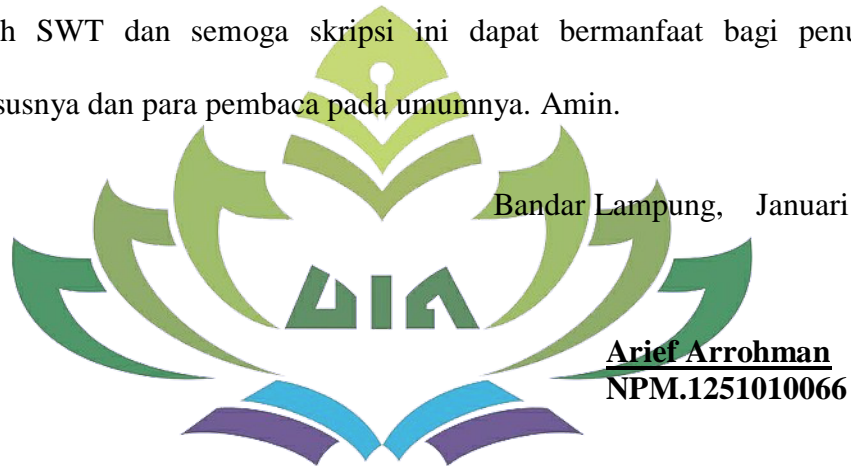 h SWT dan semoga skripsi ini dapat bermanfaat bagi penu
susnya dan para pembaca pada umumnya. Amin.
Bandar Lampung, Januari
UIN
Arief Arrohman
NPM.1251010066